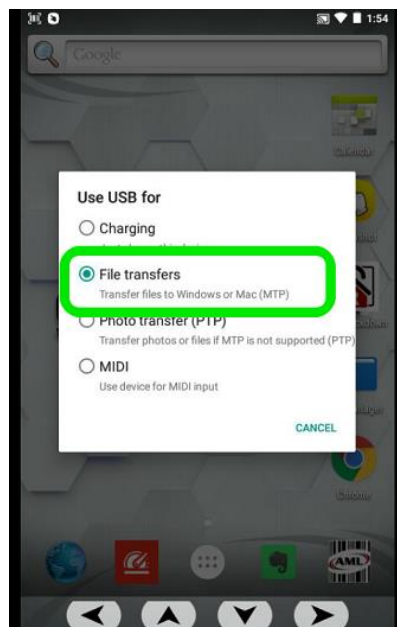 1:54
Google
Calendar
Use USB for
Charging
File transfers
Transfer files to Windows or Mac (MTP)
Photo transfer (PTP)
Transfer photos or files if MTP is not supported (PTP)
MIDI
Use device for MIDI input
CANCEL
Chrome
AML